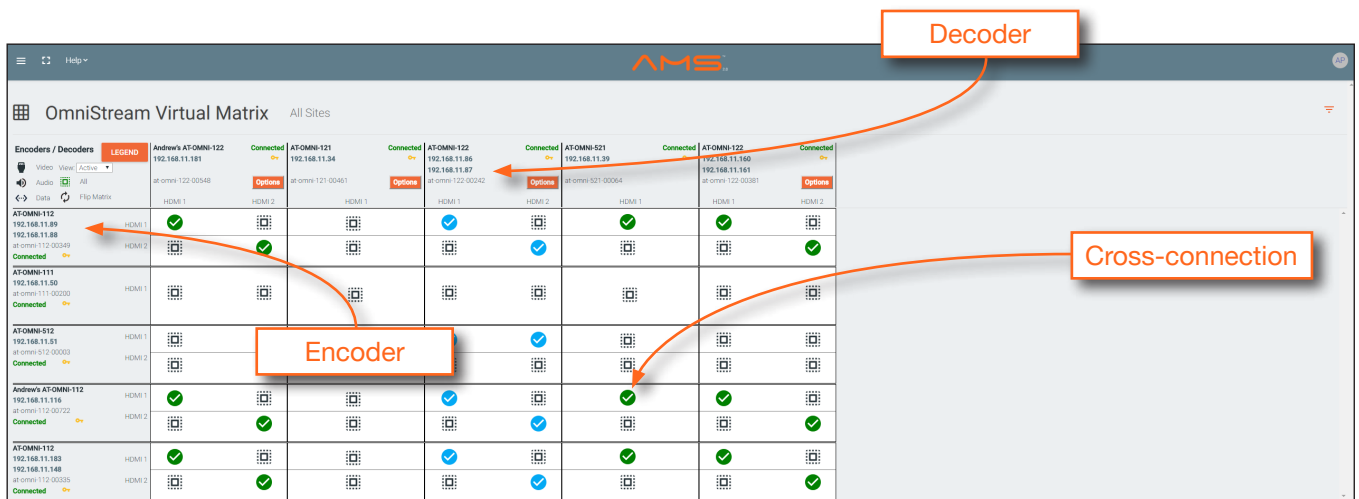 Decoder
Help
AMS
AP
OmniStream Virtual Matrix All Sites
Encoders / Decoders LEGEND
Video View: Active
Audio All
Data Flip Matrix
Andrew's AT-OMNI-122 Connected
192.168.11.181
at-omni-122-00548 Options
HDMI 1 HDMI 2
AT-OMNI-121 Connected
192.168.11.34
at-omni-121-00461 Options
HDMI 1
AT-OMNI-122 Connected
192.168.11.86
192.168.11.87
at-omni-122-00242 Options
HDMI 1 HDMI 2
AT-OMNI-521 Connected
192.168.11.39
at-omni-521-00064
HDMI 1
AT-OMNI-122 Connected
192.168.11.160
192.168.11.161
at-omni-122-00381 Options
HDMI 1 HDMI 2
AT-OMNI-112
192.168.11.89 HDMI 1
192.168.11.88
at-omni-112-00349 HDMI 2
Connected
Cross-connection
AT-OMNI-111
192.168.11.50 HDMI 1
at-omni-111-00200
Connected
Encoder
AT-OMNI-512
192.168.11.51 HDMI 1
at-omni-512-00003 HDMI 2
Connected
Andrew's AT-OMNI-112
192.168.11.116 HDMI 1
at-omni-112-00722
Connected HDMI 2
AT-OMNI-112
192.168.11.183 HDMI 1
192.168.11.148
at-omni-112-00335 HDMI 2
Connected